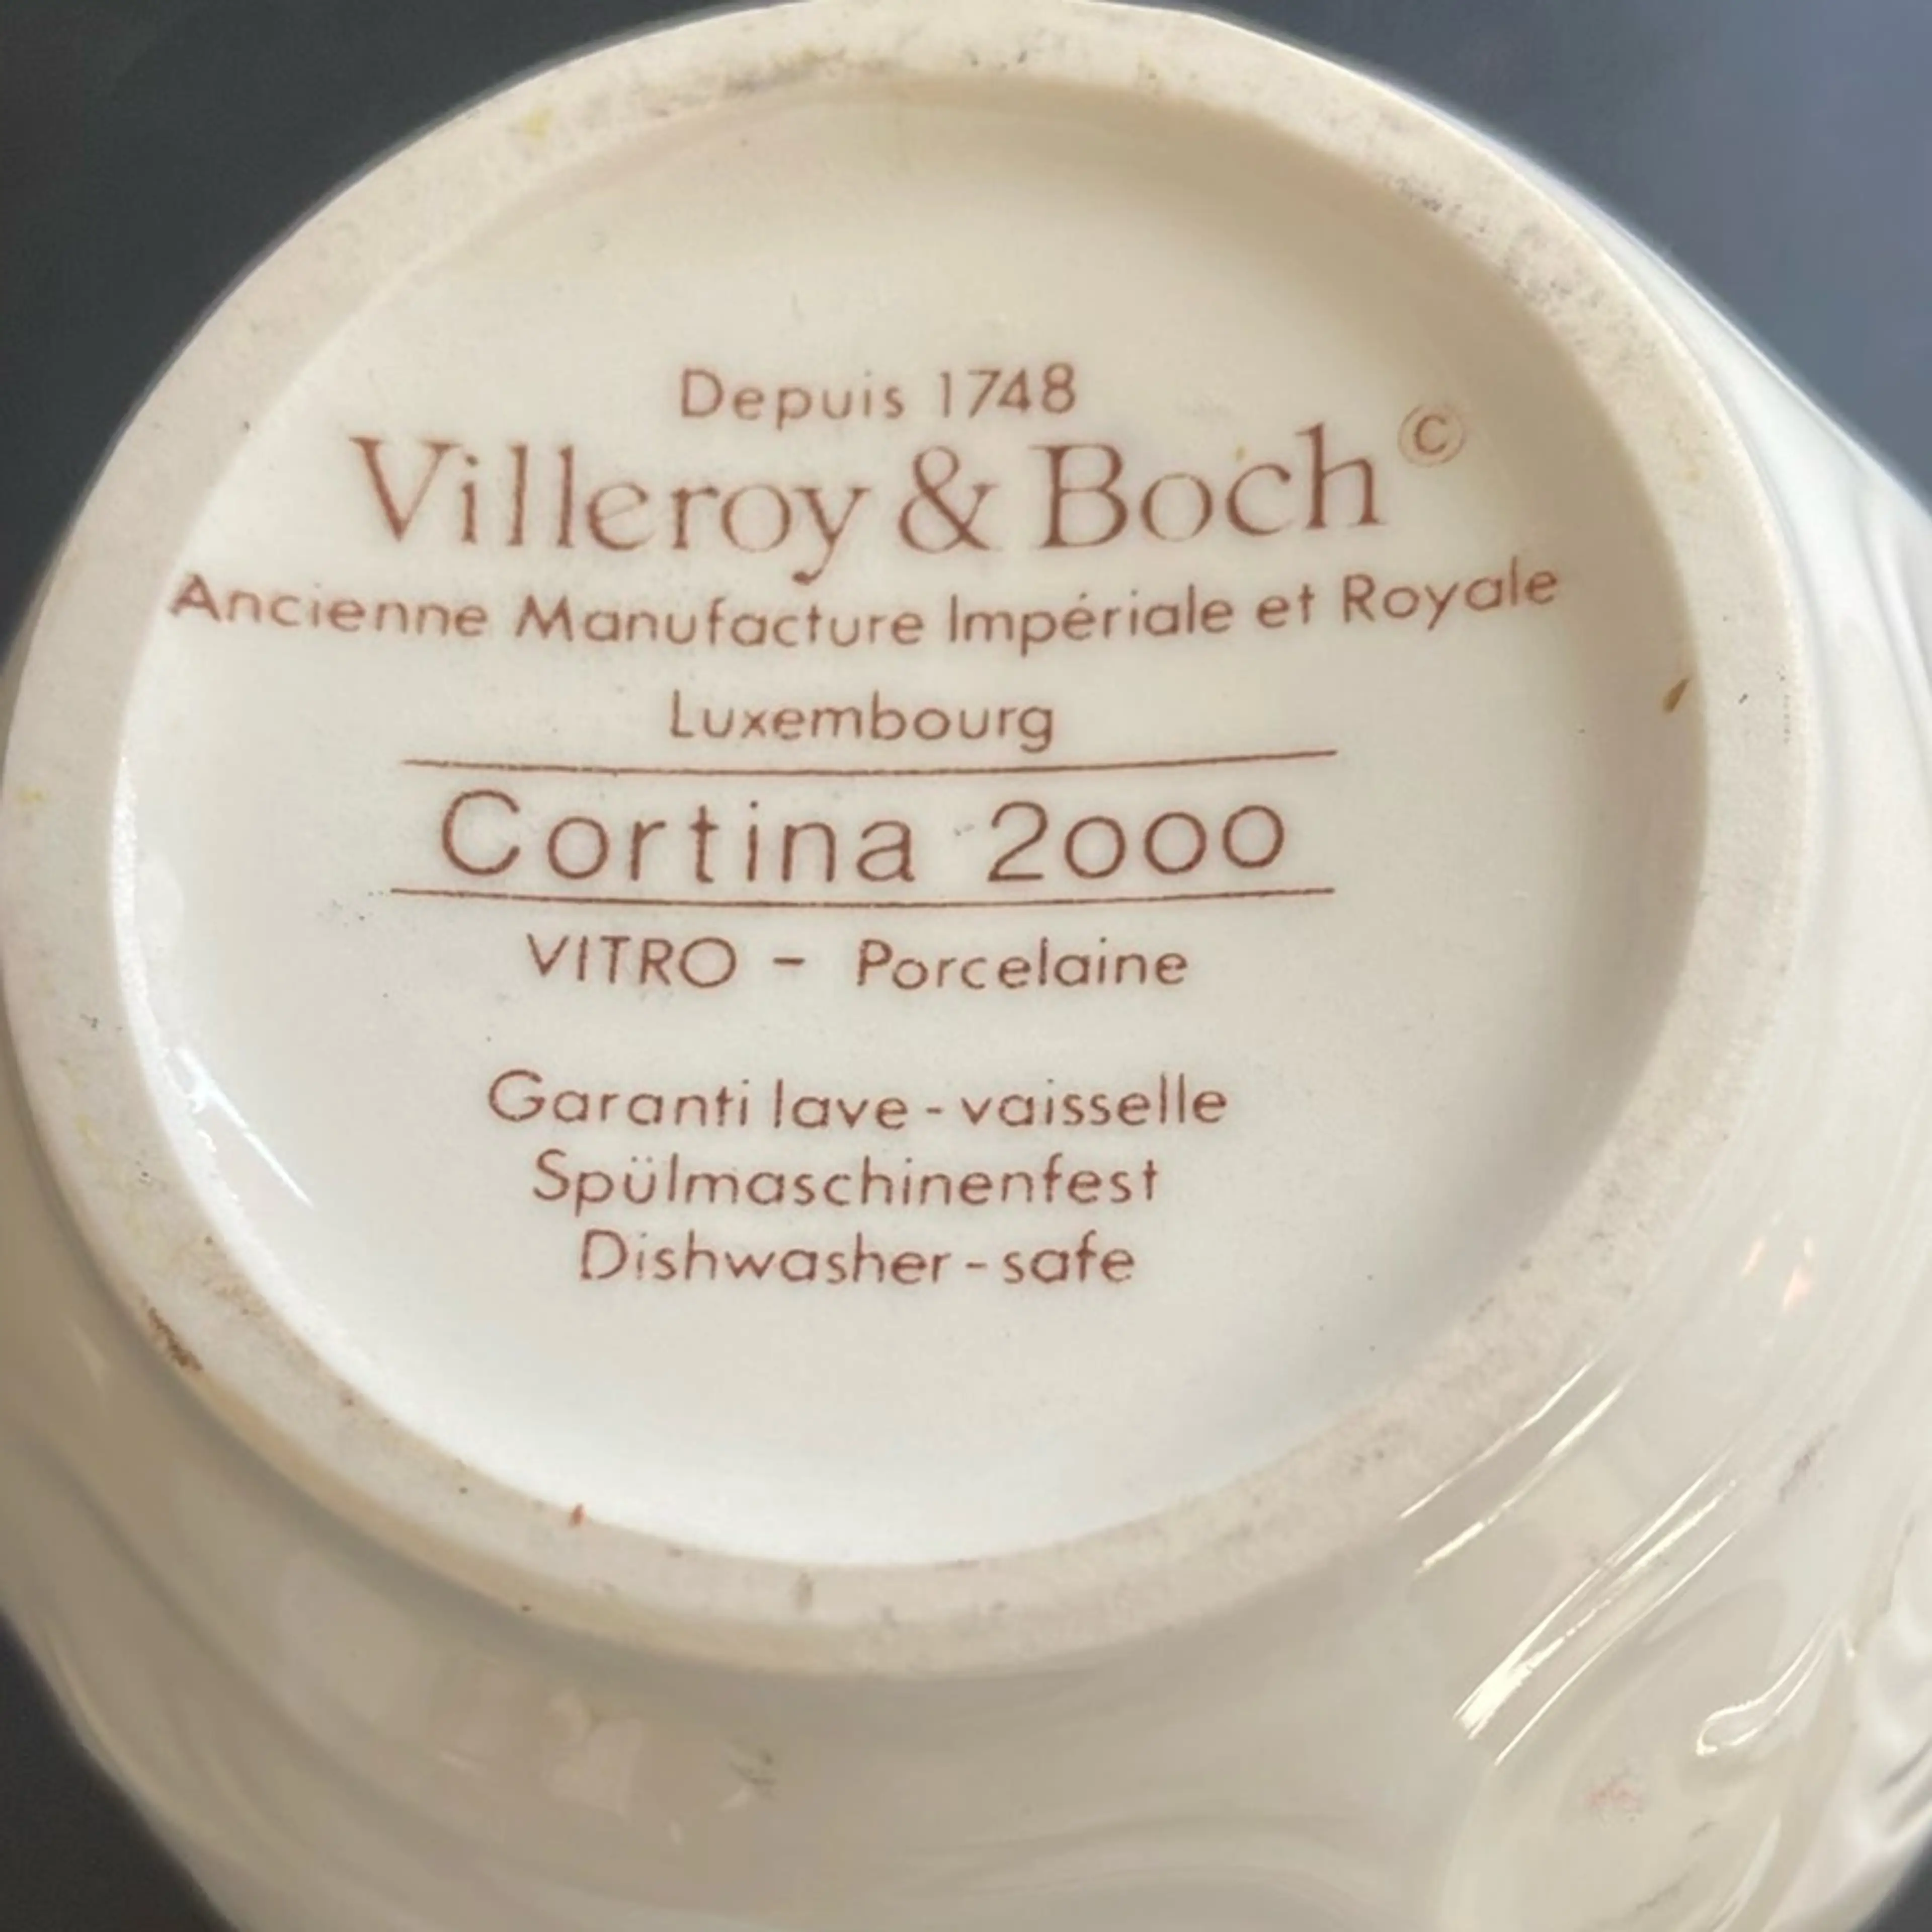 Depuis 1748
Villeroy & Boch ©
Ancienne Manufacture Impériale et Royale
Luxembourg
Cortina 2000
VITRO - Porcelaine
Garanti lave - vaisselle
Spülmaschinenfest
Dishwasher - safe